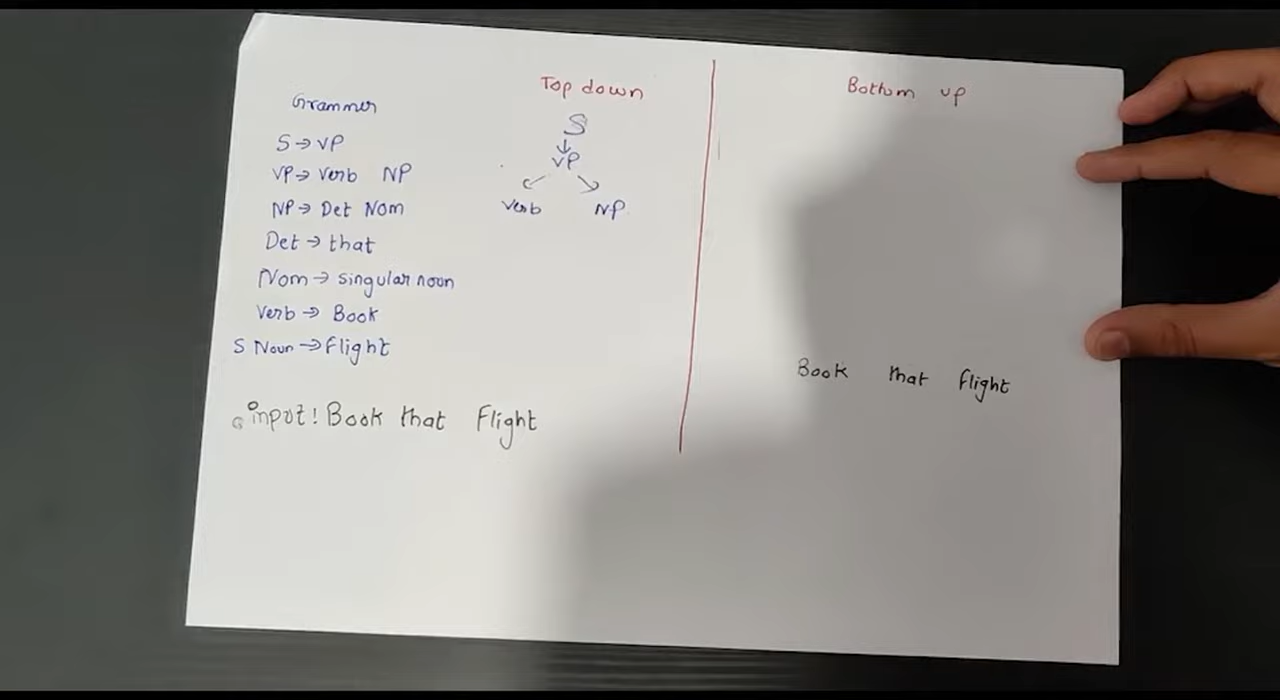 Grammer
S → VP
VP → Verb NP
NP → Det Nom
Det → that
Nom → singular noun
Verb → Book
S Noun → Flight
input! Book that Flight
Top down
S
VP
Verb NP
Bottom up
Book that flight